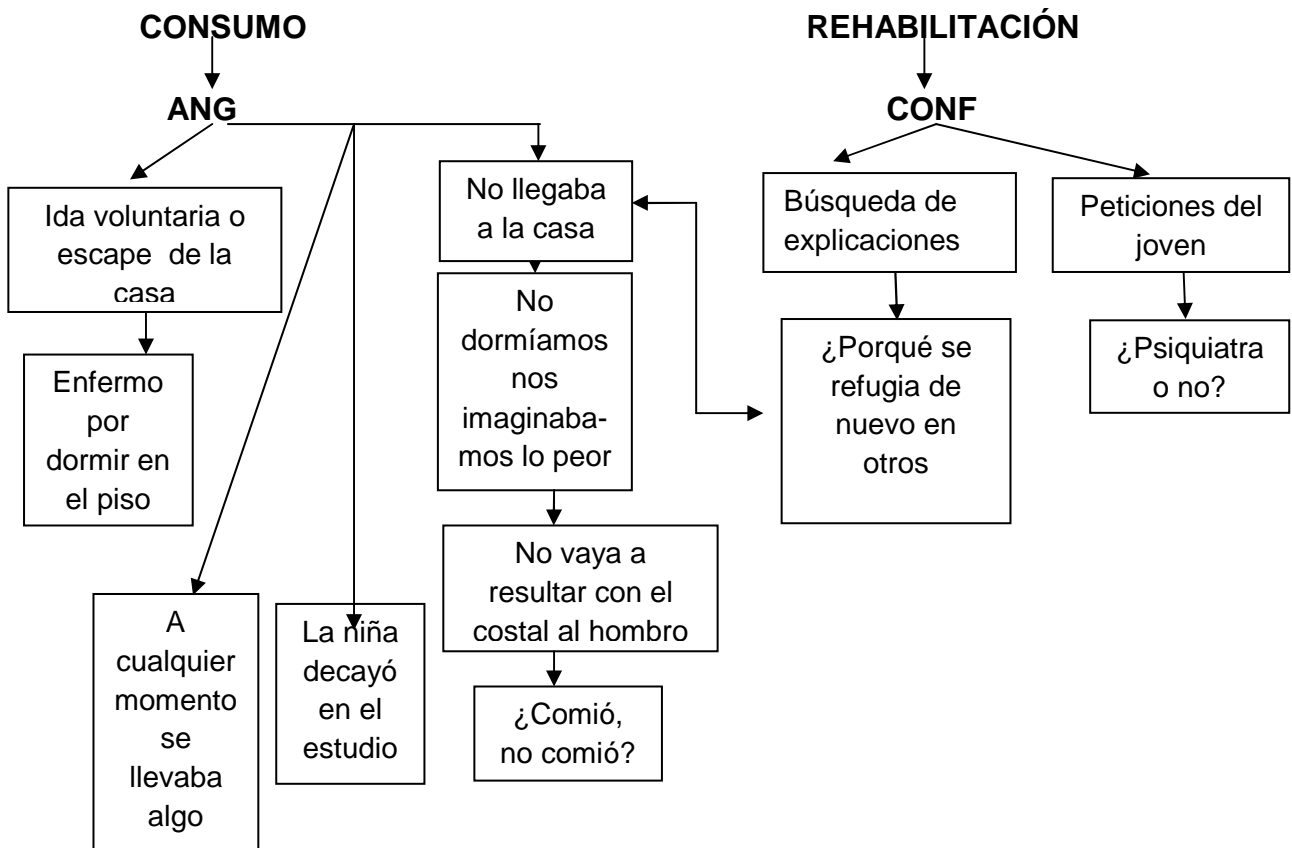 CONSUMO
ANG
Ida voluntaria o
escape de la
casa
Enfermo
por
dormir en
el piso
A
cualquier
momento
se
llevaba
algo
La niña
decayó
en el
estudio
No llegaba
a la casa
No
dormíamos
nos
imaginaba-
mos lo peor
No vaya a
resultar con el
costal al hombro
¿Comió,
no comió?
REHABILITACIÓN
CONF
Búsqueda de
explicaciones
¿Porqué se
refugia de
nuevo en
otros
Peticiones del
joven
¿Psiquiatra
o no?